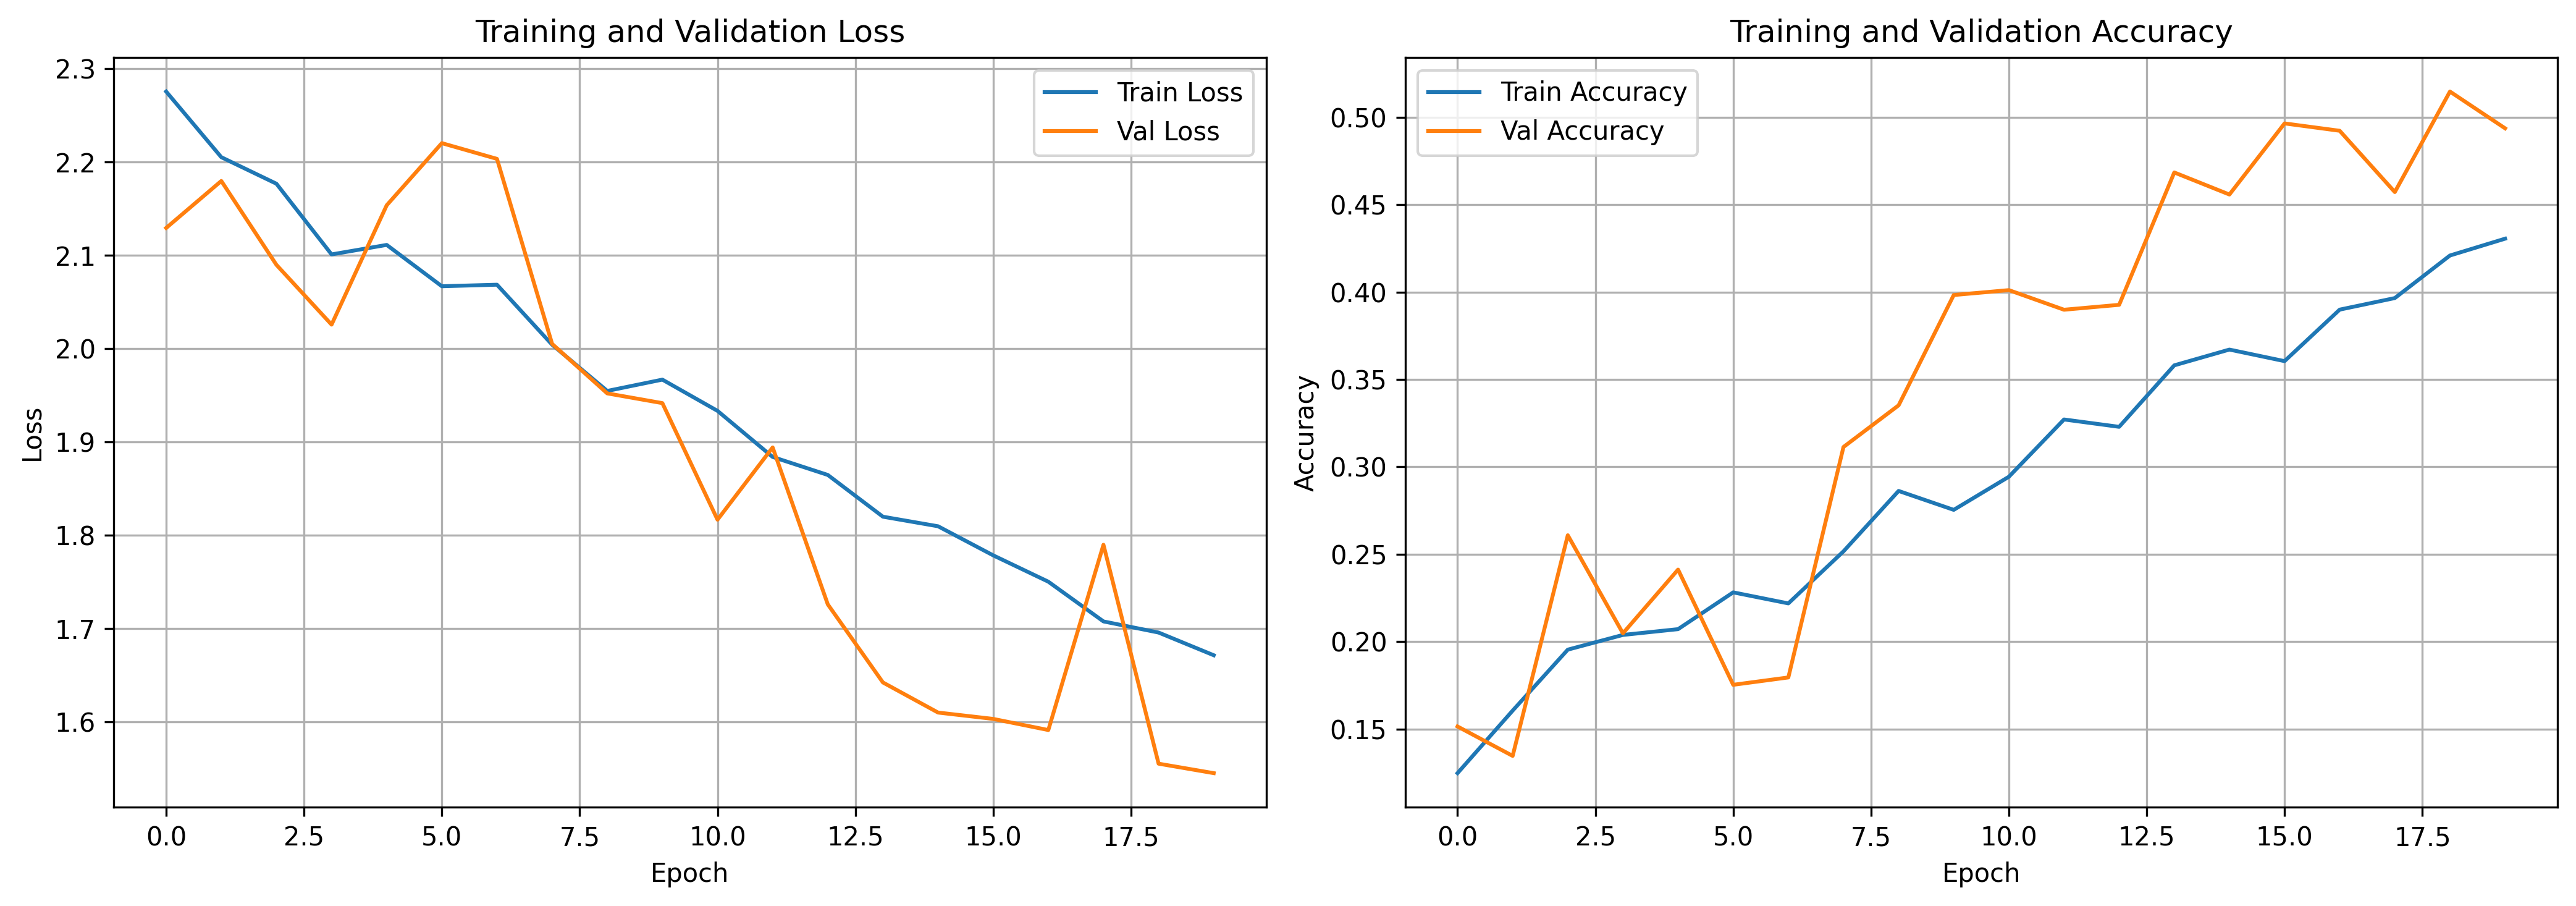 Training and Validation Loss
2.3
2.2
2.1
2.0
1.9
1.8
1.7
1.6
Loss
Train Loss
Val Loss
0.0 2.5 5.0 7.5 10.0 12.5 15.0 17.5
Epoch
Training and Validation Accuracy
0.50
0.45
0.40
0.35
0.30
0.25
0.20
0.15
Accuracy
Train Accuracy
Val Accuracy
0.0 2.5 5.0 7.5 10.0 12.5 15.0 17.5
Epoch